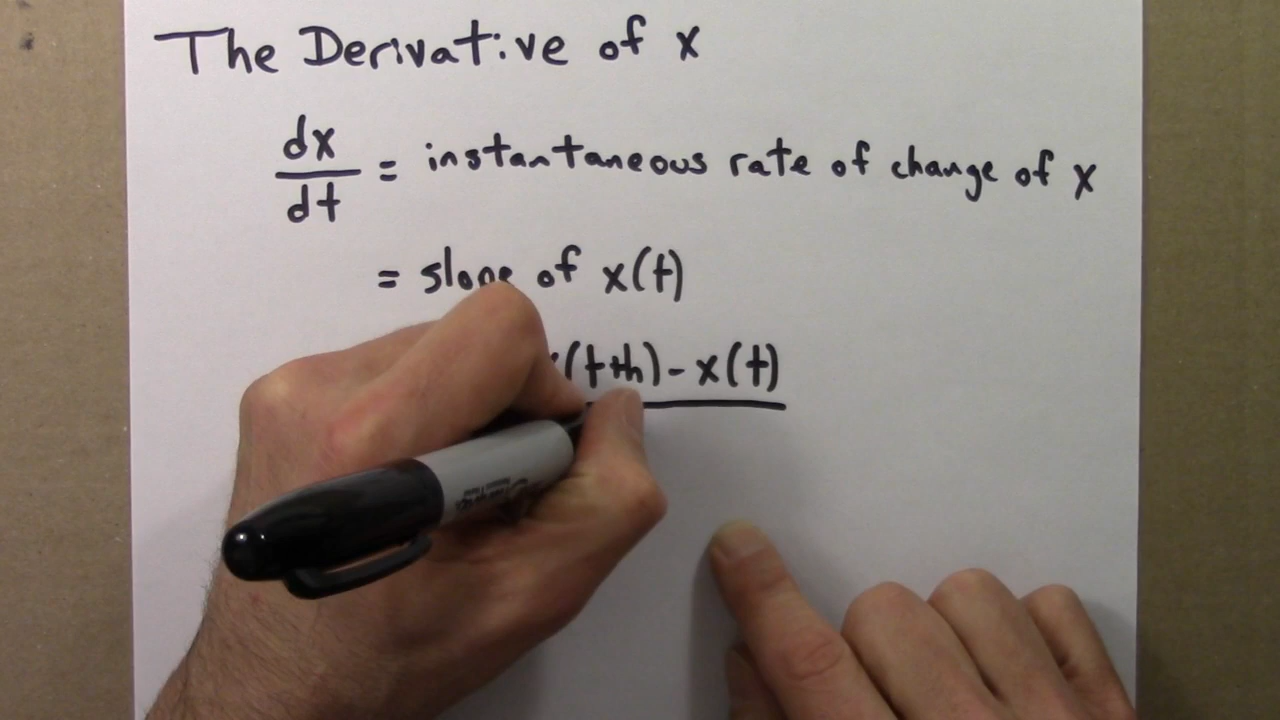 The Derivative of x
dx
dt
= instantaneous rate of change of x
= slope of x(t)
(t+h) - x(t)